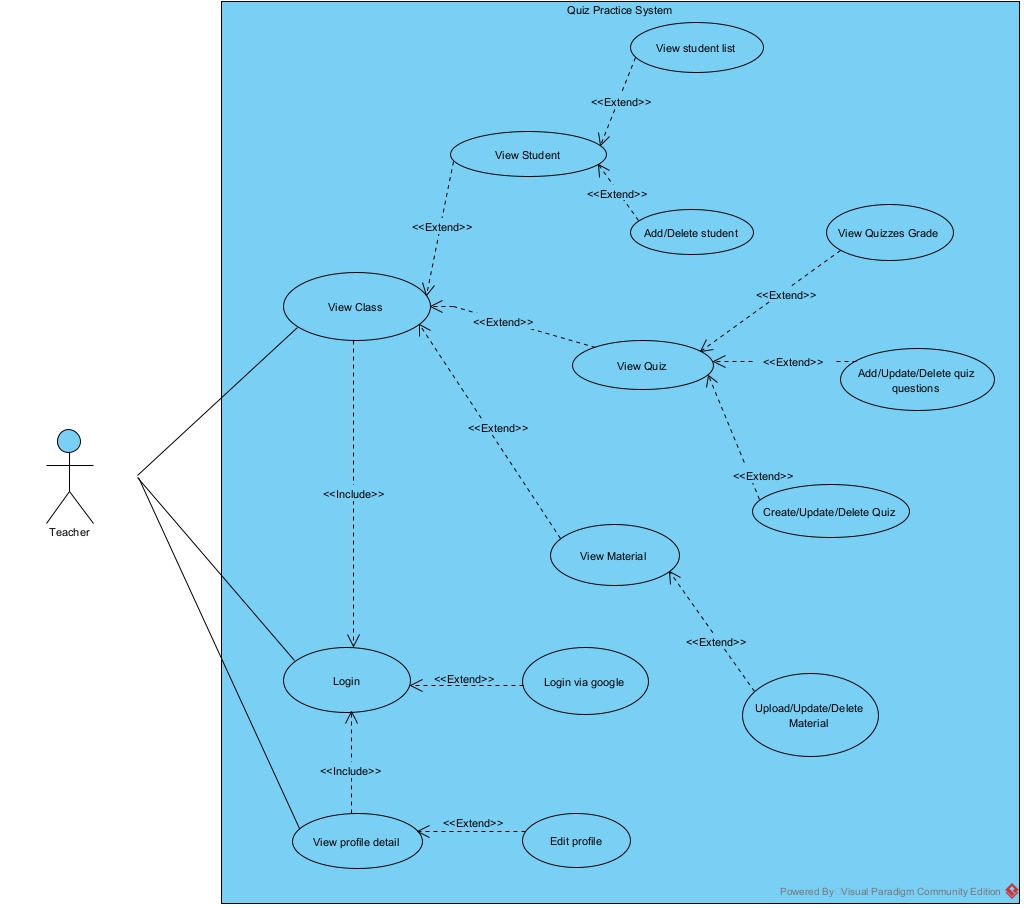 Quiz Practice System
View student list
<<Extend>>
View Student
<<Extend>>
Add/Delete student
<<Extend>>
View Quizzes Grade
<<Extend>>
View Class
<<Extend>>
View Quiz
<<Extend>>
Add/Update/Delete quiz
questions
<<Extend>>
<<Extend>>
Create/Update/Delete Quiz
<<Include>>
Teacher
View Material
<<Extend>>
Login
<<Extend>>
Login via google
Upload/Update/Delete
Material
<<Include>>
<<Extend>>
View profile detail
Edit profile
Powered By Visual Paradigm Community Edition